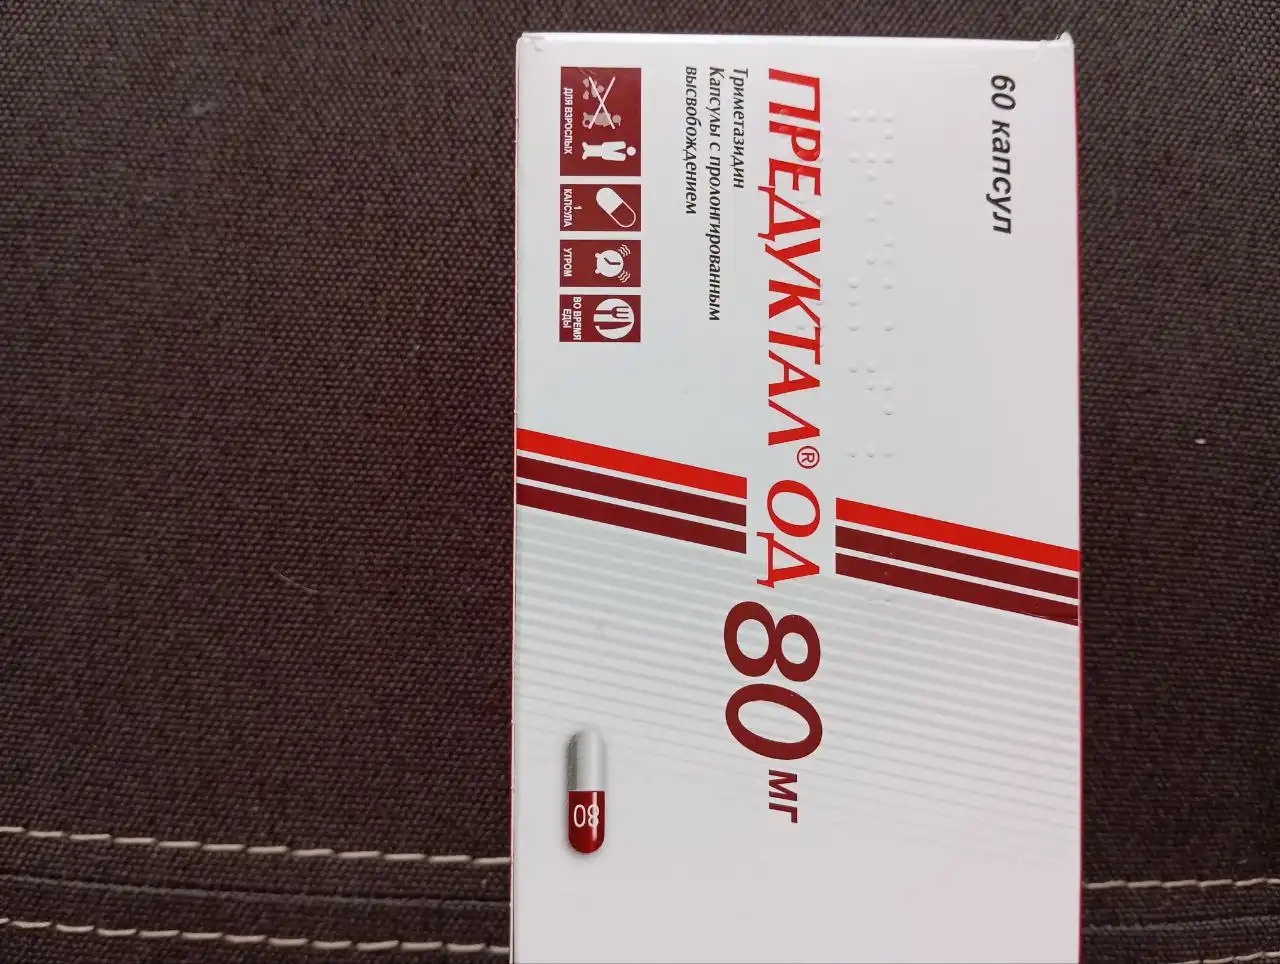 60 капсул
ПРЕДУКТАЛ® ОД 80 мг
Триметазидин
Капсулы с пролонгированным
высвобождением
ДЛЯ ВЗРОСЛЫХ
1
КАПСУЛА
УТРОМ
ВО ВРЕМЯ
ЕДЫ
80